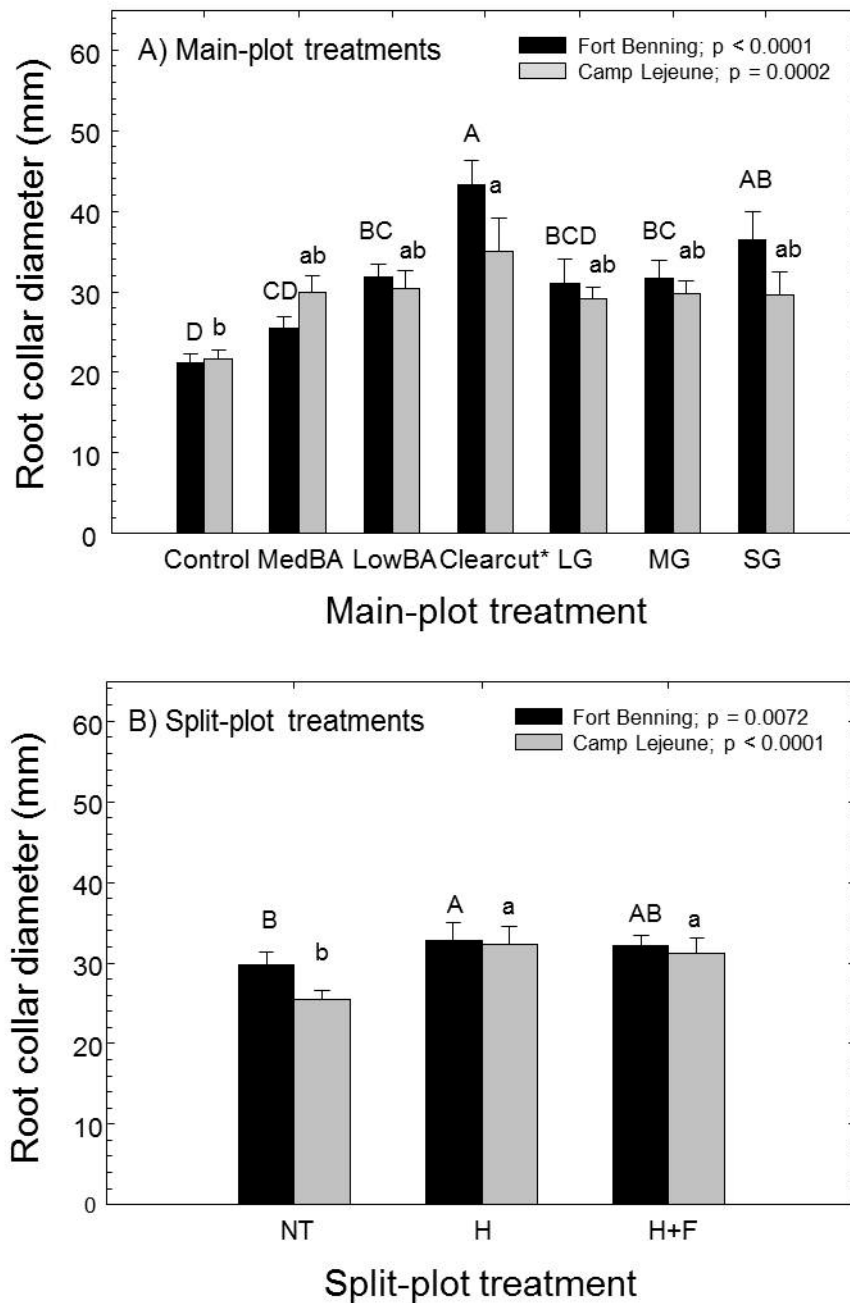 A) Main-plot treatments
Fort Benning; p < 0.0001
Camp Lejeune; p = 0.0002
Root collar diameter (mm)
60
50
40
30
20
10
0
D b CD ab BC ab A a BCD ab BC ab AB ab
Control MedBA LowBA Clearcut* LG MG SG
Main-plot treatment
B) Split-plot treatments
Fort Benning; p = 0.0072
Camp Lejeune; p < 0.0001
Root collar diameter (mm)
60
50
40
30
20
10
0
B b A a AB a
NT H H+F
Split-plot treatment